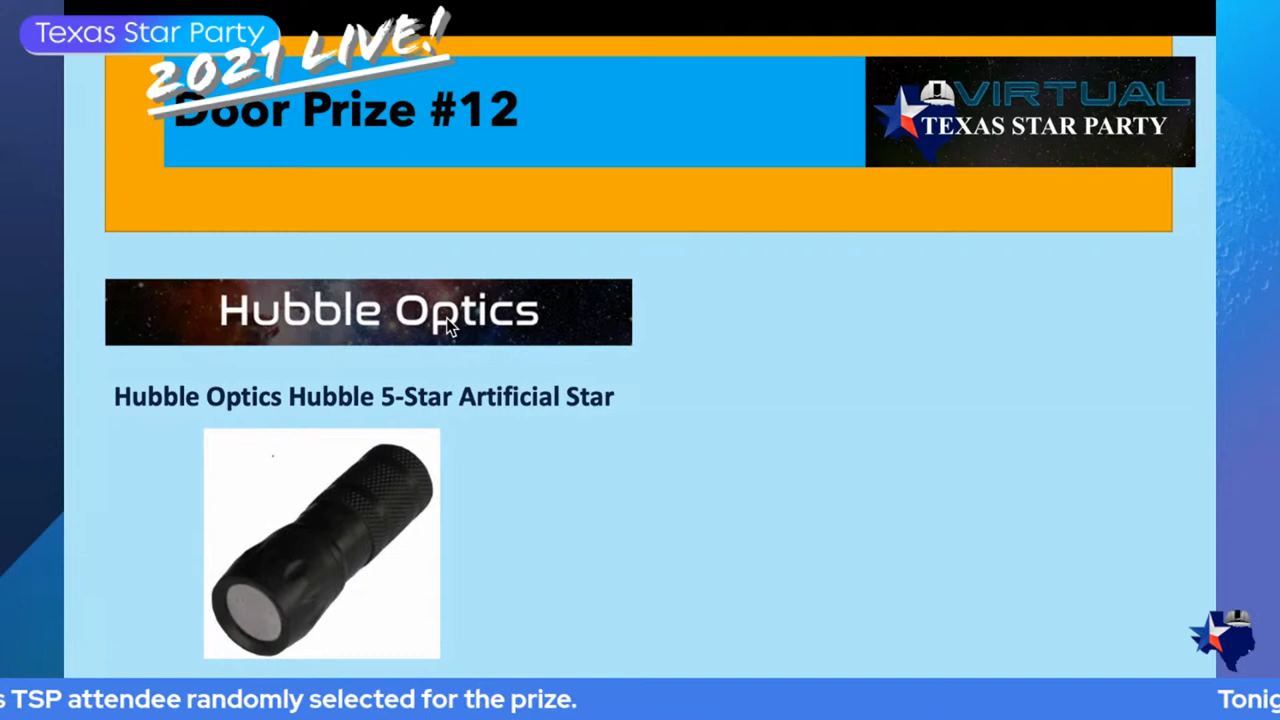 Texas Star Party
2021 LIVE!
Door Prize #12
VIRTUAL
TEXAS STAR PARTY
Hubble Optics
Hubble Optics Hubble 5-Star Artificial Star
TSP attendee randomly selected for the prize.